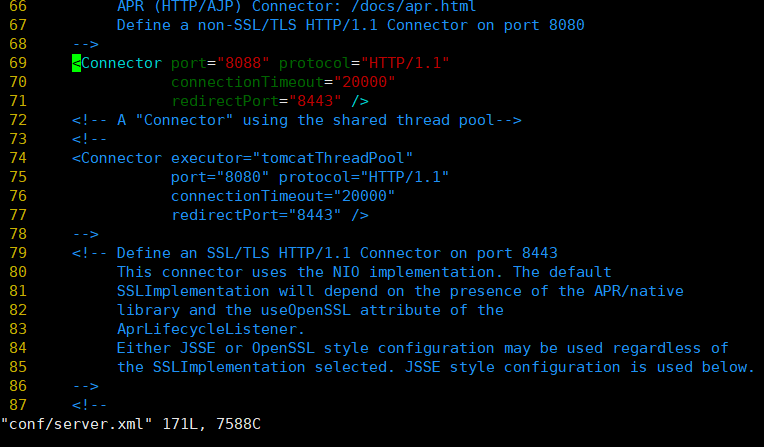 66          APR (HTTP/AJP) Connector: /docs/apr.html
67          Define a non-SSL/TLS HTTP/1.1 Connector on port 8080
68     -->
69     <Connector port="8088" protocol="HTTP/1.1"
70                connectionTimeout="20000"
71                redirectPort="8443" />
72     <!-- A "Connector" using the shared thread pool-->
73     <!--
74     <Connector executor="tomcatThreadPool"
75                port="8080" protocol="HTTP/1.1"
76                connectionTimeout="20000"
77                redirectPort="8443" />
78     -->
79     <!-- Define an SSL/TLS HTTP/1.1 Connector on port 8443
80          This connector uses the NIO implementation. The default
81          SSLImplementation will depend on the presence of the APR/native
82          library and the useOpenSSL attribute of the
83          AprLifecycleListener.
84          Either JSSE or OpenSSL style configuration may be used regardless of
85          the SSLImplementation selected. JSSE style configuration is used below.
86     -->
87     <!--
"conf/server.xml" 171L, 7588C